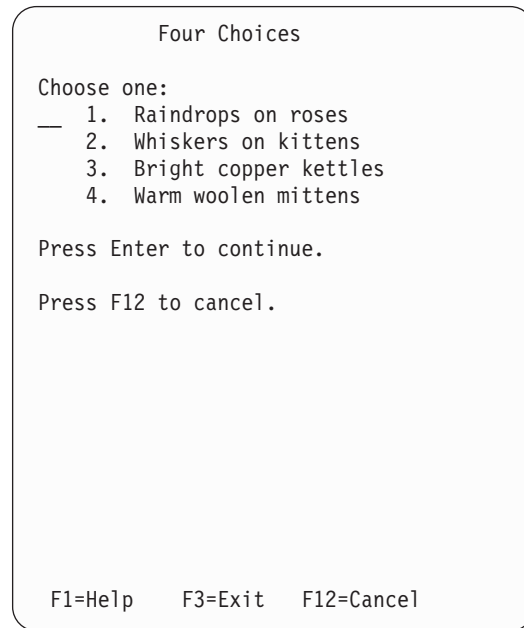 Four Choices
Choose one:
__ 1. Raindrops on roses
2. Whiskers on kittens
3. Bright copper kettles
4. Warm woolen mittens
Press Enter to continue.
Press F12 to cancel.
F1=Help F3=Exit F12=Cancel